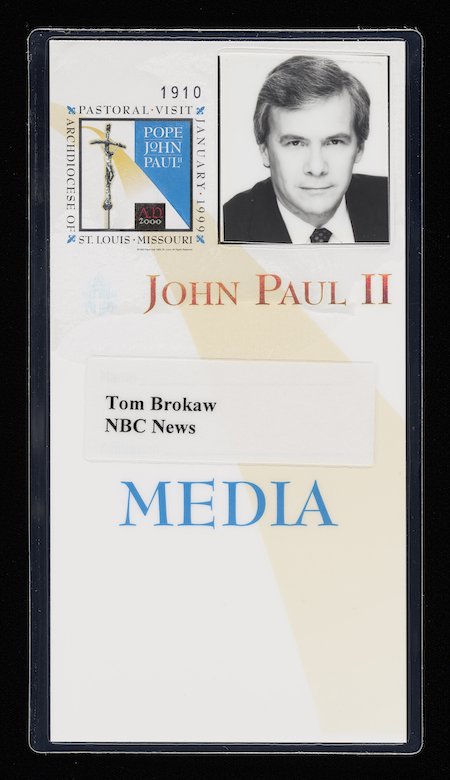 1910
PASTORAL · VISIT
ARCHDIOCESE OF
JANUARY · 1999
POPE
JOHN
PAUL II
A.D.
2000
ST. LOUIS · MISSOURI
JOHN PAUL II
Tom Brokaw
NBC News
MEDIA